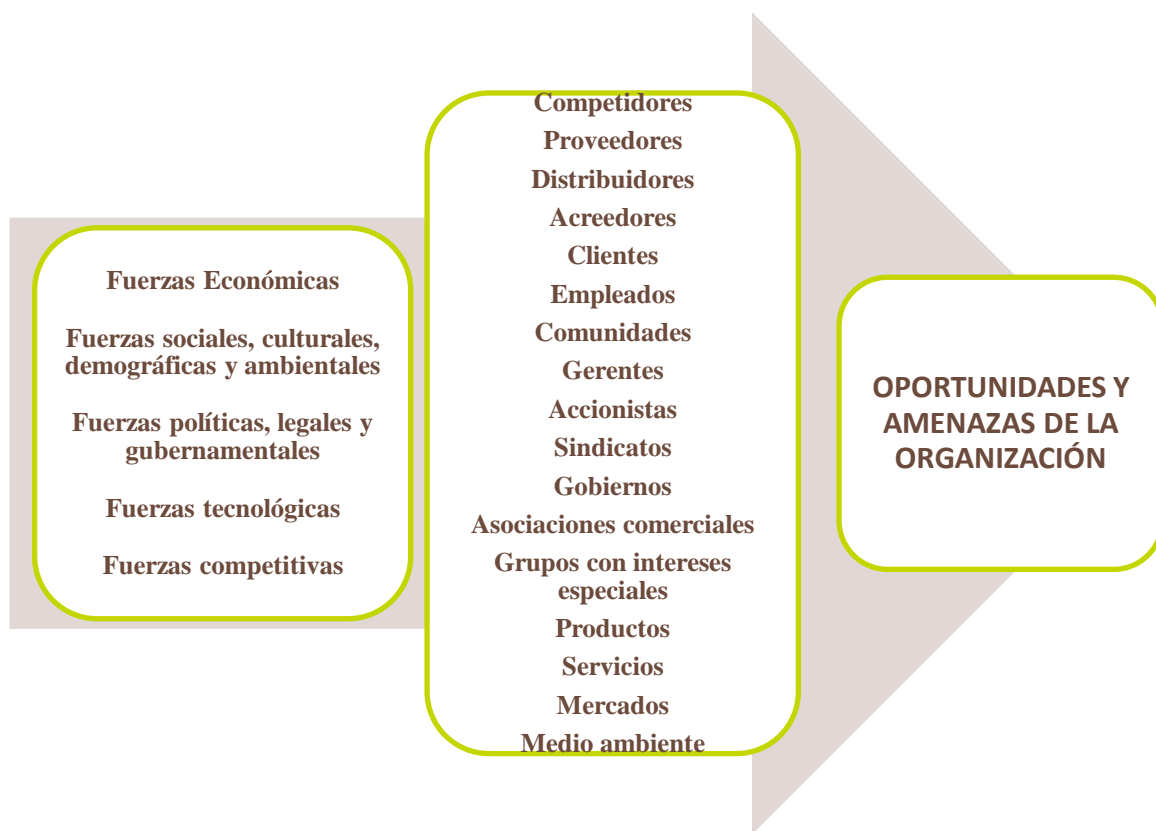 Fuerzas Económicas
Fuerzas sociales, culturales,
demográficas y ambientales
Fuerzas políticas, legales y
gubernamentales
Fuerzas tecnológicas
Fuerzas competitivas
Competidores
Proveedores
Distribuidores
Acreedores
Clientes
Empleados
Comunidades
Gerentes
Accionistas
Sindicatos
Gobiernos
Asociaciones comerciales
Grupos con intereses
especiales
Productos
Servicios
Mercados
Medio ambiente
OPORTUNIDADES Y
AMENAZAS DE LA
ORGANIZACIÓN